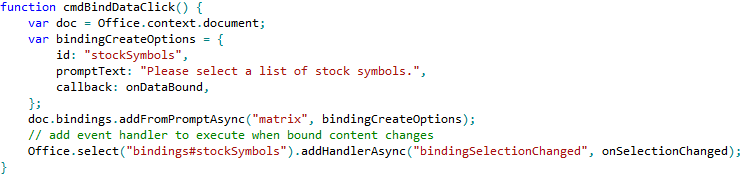 function cmdBindDataClick() {
    var doc = Office.context.document;
    var bindingCreateOptions = {
        id: "stockSymbols",
        promptText: "Please select a list of stock symbols.",
        callback: onDataBound,
    };
    doc.bindings.addFromPromptAsync("matrix", bindingCreateOptions);
    // add event handler to execute when bound content changes
    Office.select("bindings#stockSymbols").addHandlerAsync("bindingSelectionChanged", onSelectionChanged);
}